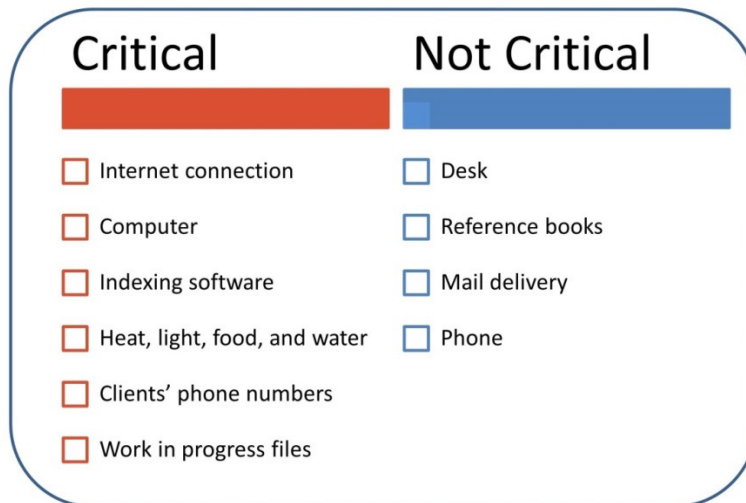 Critical
Internet connection
Computer
Indexing software
Heat, light, food, and water
Clients’ phone numbers
Work in progress files
Not Critical
Desk
Reference books
Mail delivery
Phone